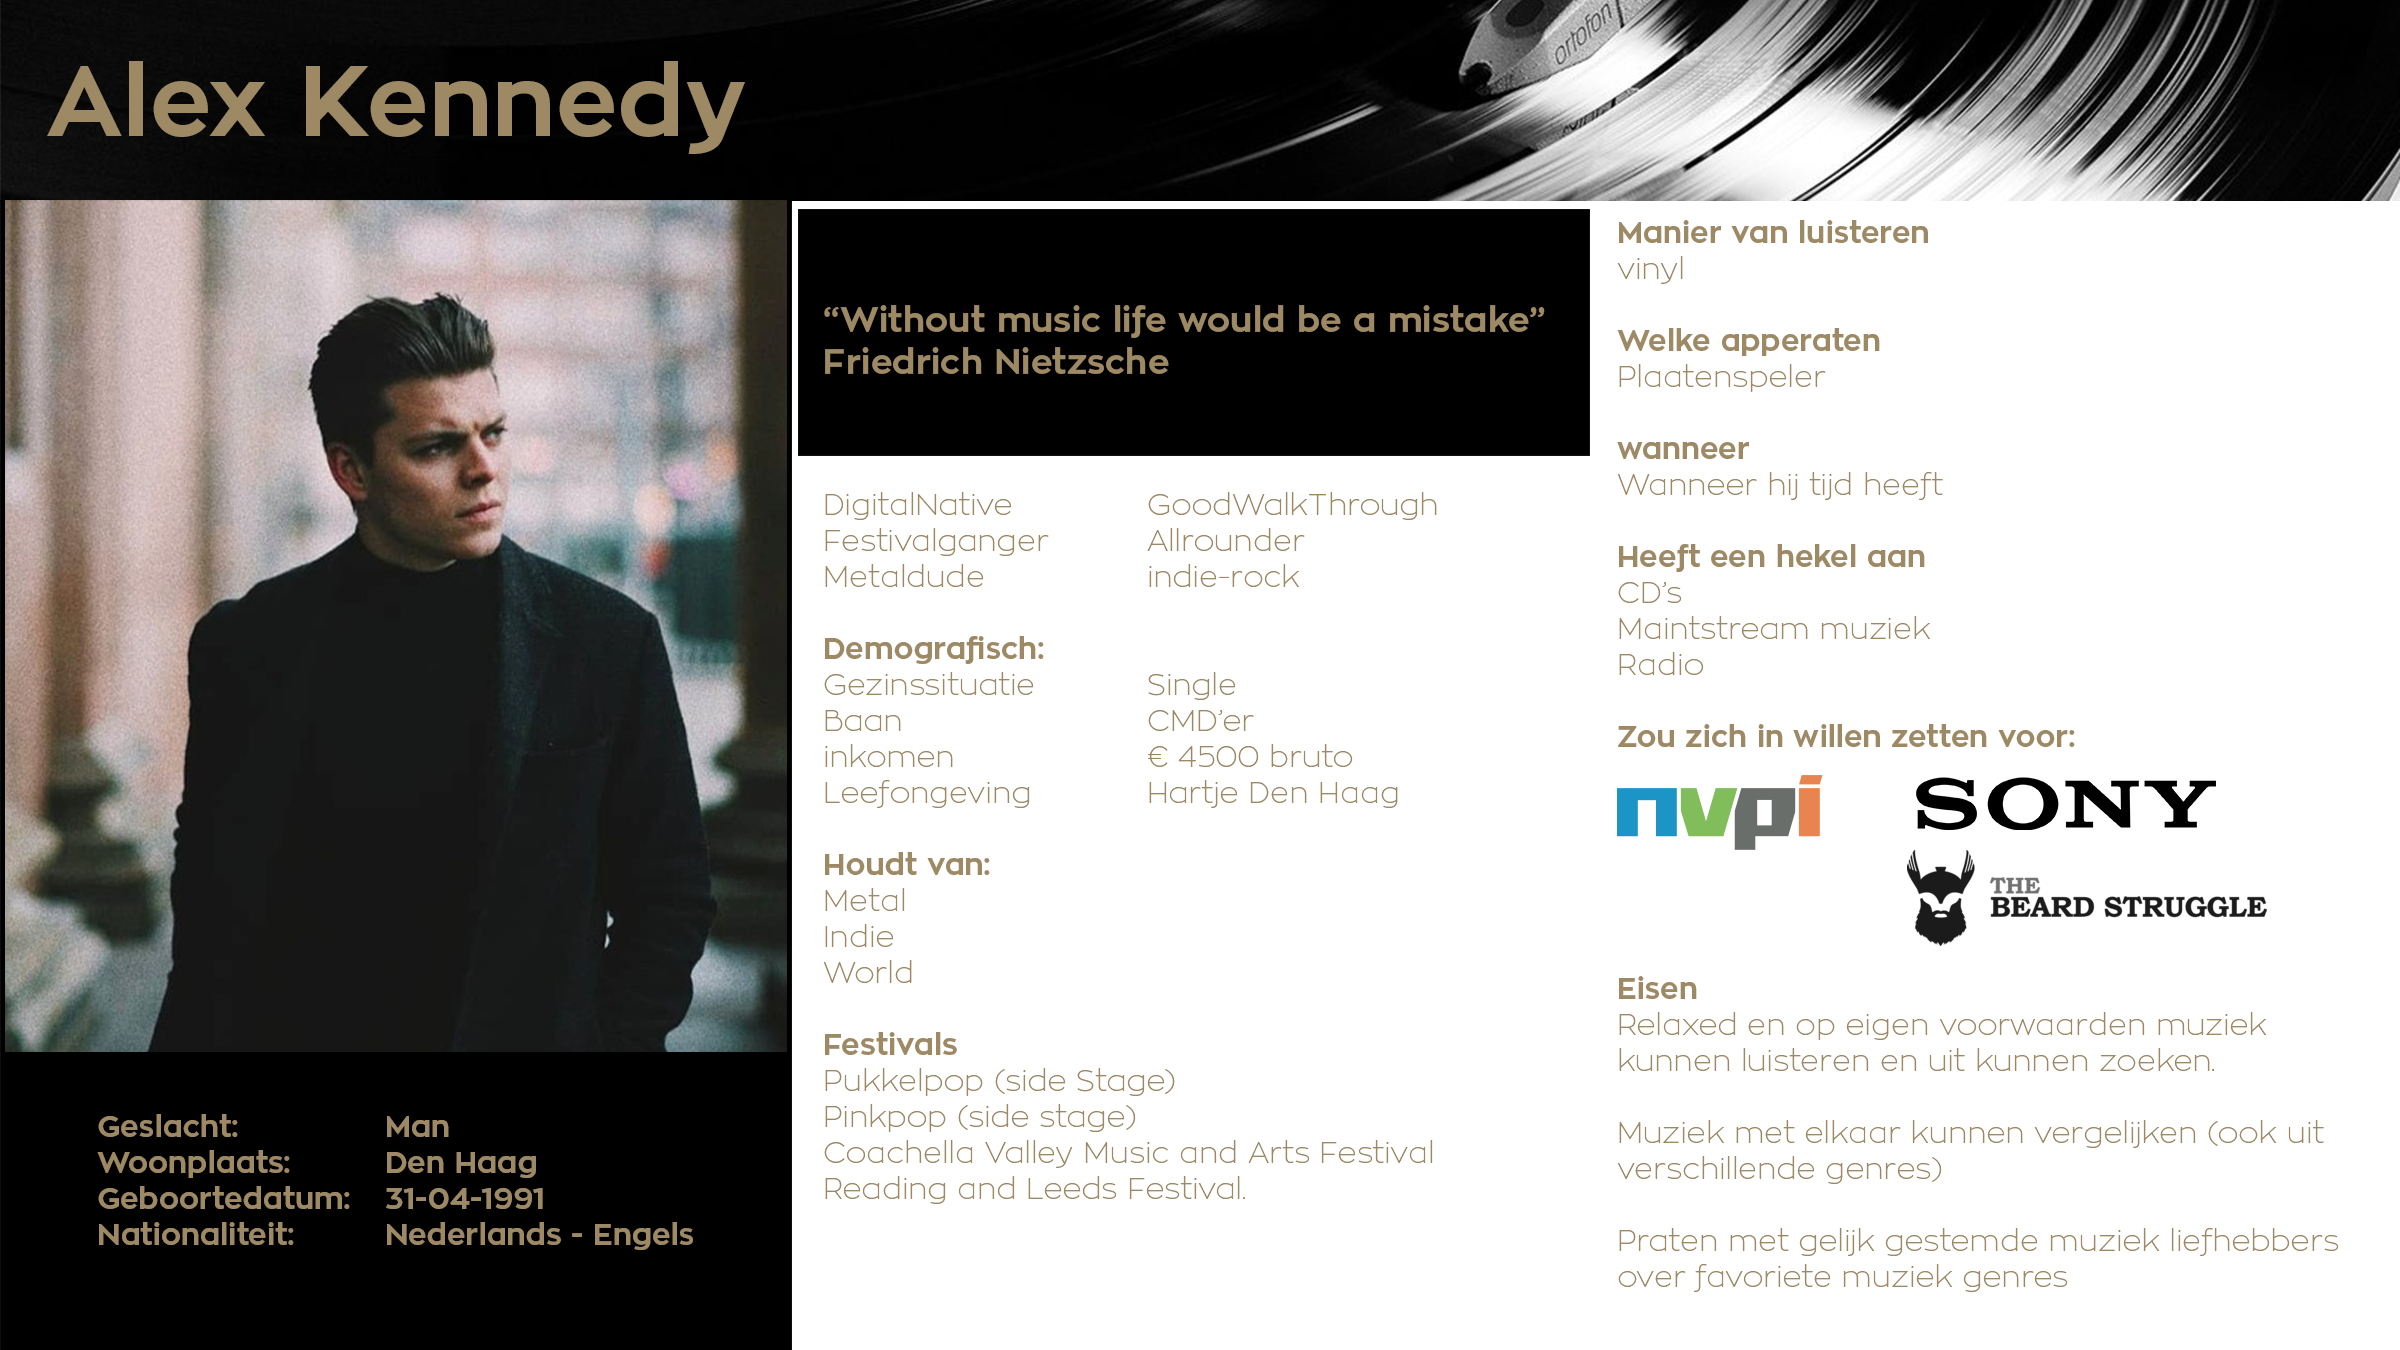 Alex Kennedy
ortofon
Geslacht: Man
Woonplaats: Den Haag
Geboortedatum: 31-04-1991
Nationaliteit: Nederlands - Engels
“Without music life would be a mistake”
Friedrich Nietzsche
DigitalNative GoodWalkThrough
Festivalganger Allrounder
Metaldude indie-rock
Demografisch:
Gezinssituatie Single
Baan CMD’er
inkomen € 4500 bruto
Leefongeving Hartje Den Haag
Houdt van:
Metal
Indie
World
Festivals
Pukkelpop (side Stage)
Pinkpop (side stage)
Coachella Valley Music and Arts Festival
Reading and Leeds Festival.
Manier van luisteren
vinyl
Welke apperaten
Plaatenspeler
wanneer
Wanneer hij tijd heeft
Heeft een hekel aan
CD’s
Maintstream muziek
Radio
Zou zich in willen zetten voor:
nvpi
SONY
THE
BEARD STRUGGLE
Eisen
Relaxed en op eigen voorwaarden muziek
kunnen luisteren en uit kunnen zoeken.
Muziek met elkaar kunnen vergelijken (ook uit
verschillende genres)
Praten met gelijk gestemde muziek liefhebbers
over favoriete muziek genres